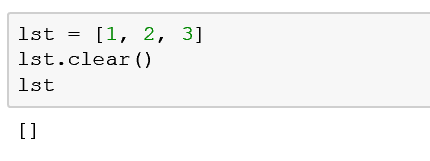 lst = [1, 2, 3]
lst.clear()
lst
[]